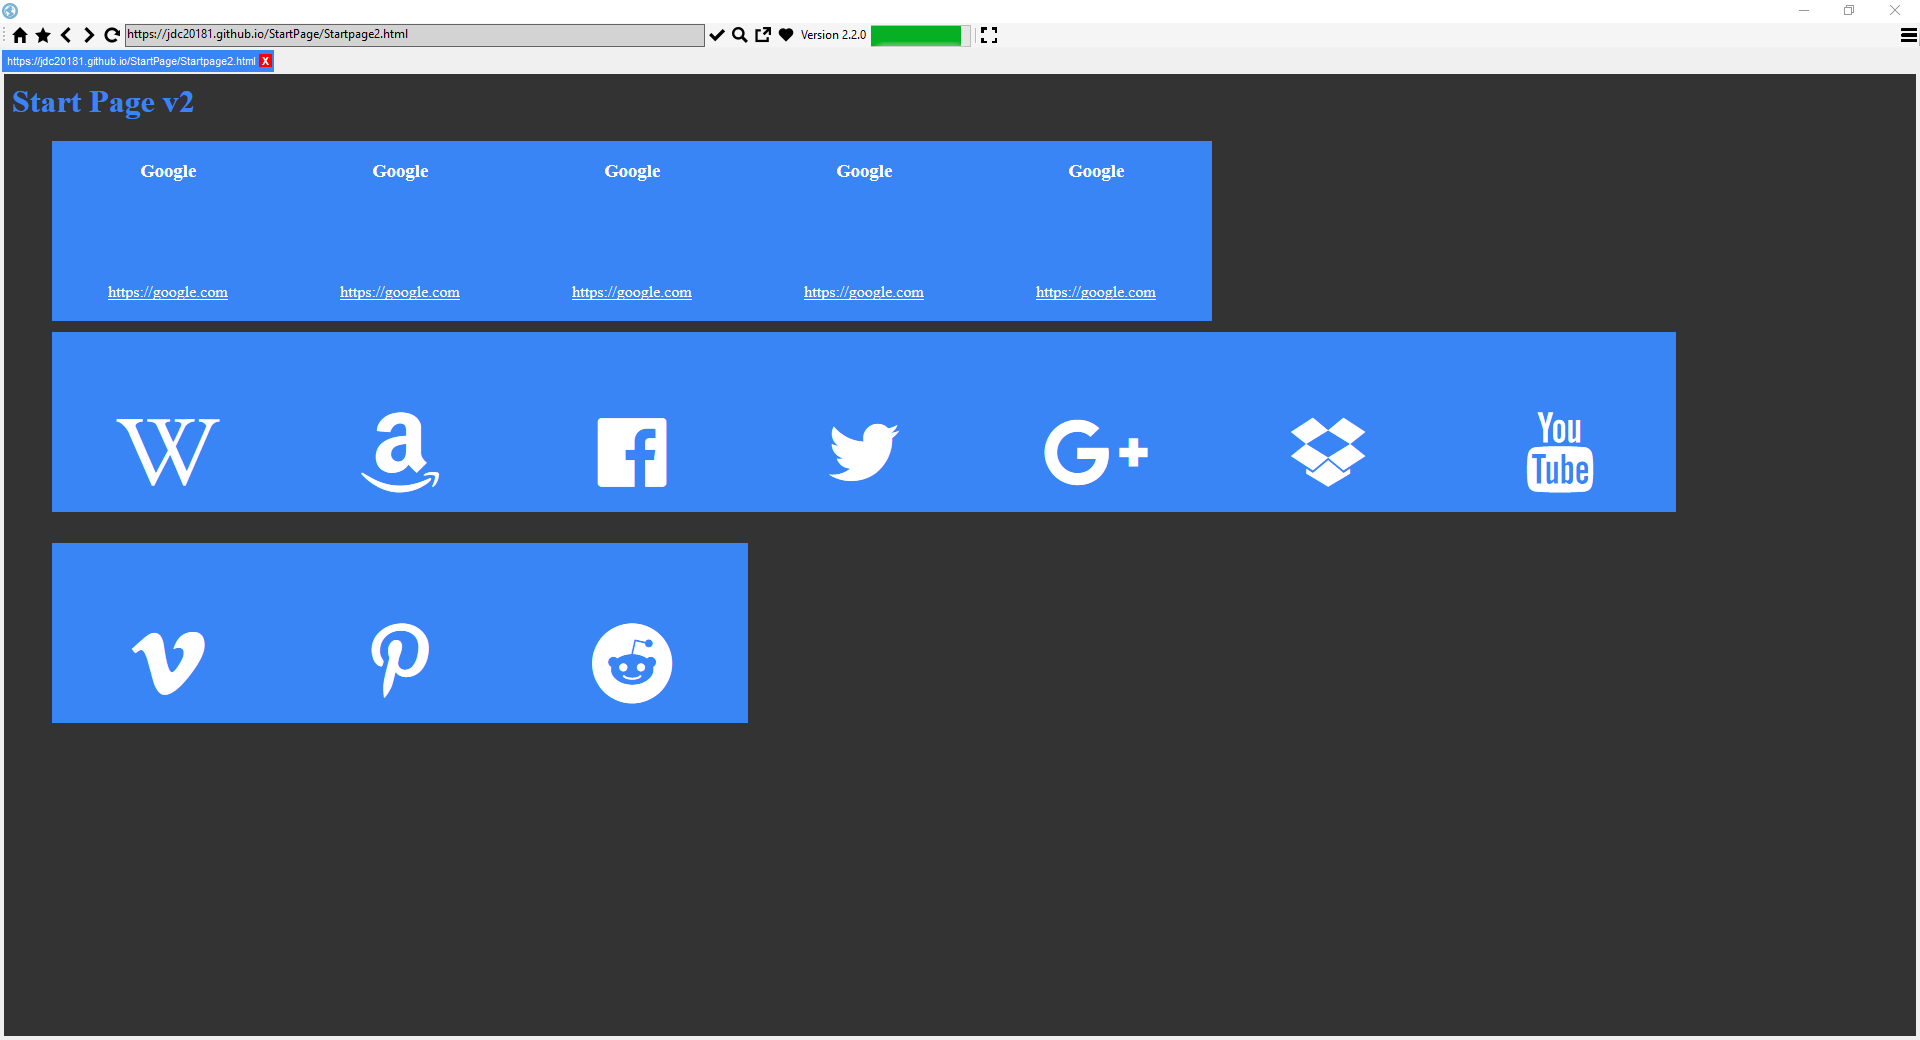 https://jdc20181.github.io/StartPage/Startpage2.html
Version 2.2.0
https://jdc20181.github.io/StartPage/Startpage2.html X
Start Page v2
Google Google Google Google Google
https://google.com https://google.com https://google.com https://google.com https://google.com
W a f G+ You
Tube
v p